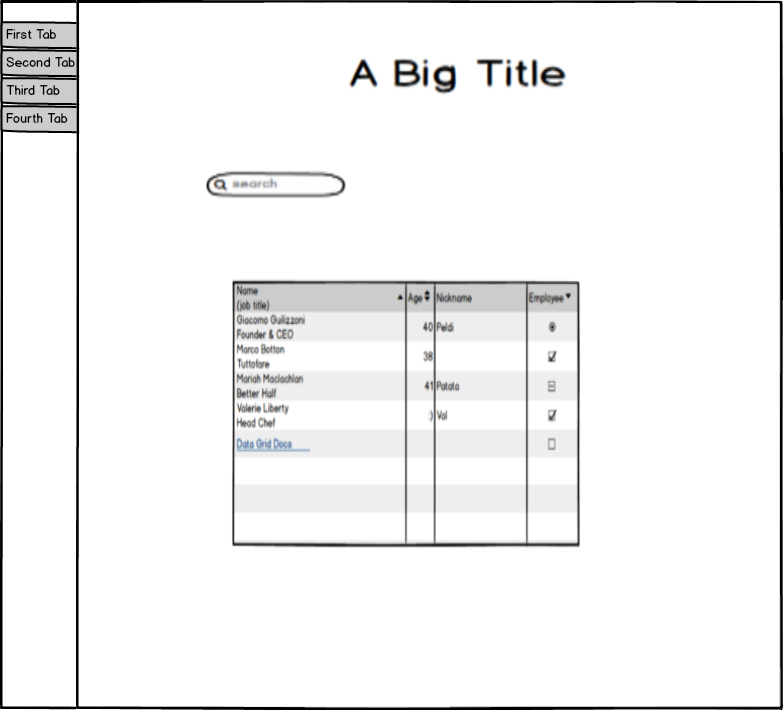 First Tab
Second Tab
Third Tab
Fourth Tab
A Big Title
search
Name
(job title)
Age
Nickname
Employee
Giacomo Guilizzoni
Founder & CEO
40
Peldi
Marco Botton
Tuttofare
38
Mariah Maclachlan
Better Half
41
Patata
Valerie Liberty
Head Chef
:)
Val
Data Grid Docs